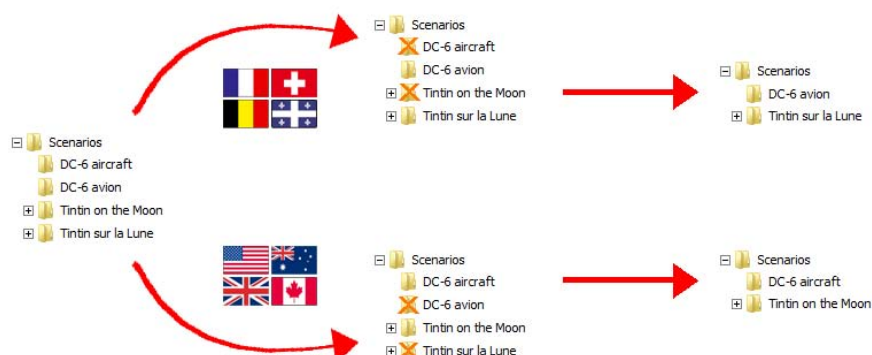 Scenarios
DC-6 aircraft
DC-6 avion
Tintin on the Moon
Tintin sur la Lune
Scenarios
DC-6 aircraft
DC-6 avion
Tintin on the Moon
Tintin sur la Lune
Scenarios
DC-6 avion
Tintin sur la Lune
Scenarios
DC-6 aircraft
DC-6 avion
Tintin on the Moon
Tintin sur la Lune
Scenarios
DC-6 aircraft
Tintin on the Moon